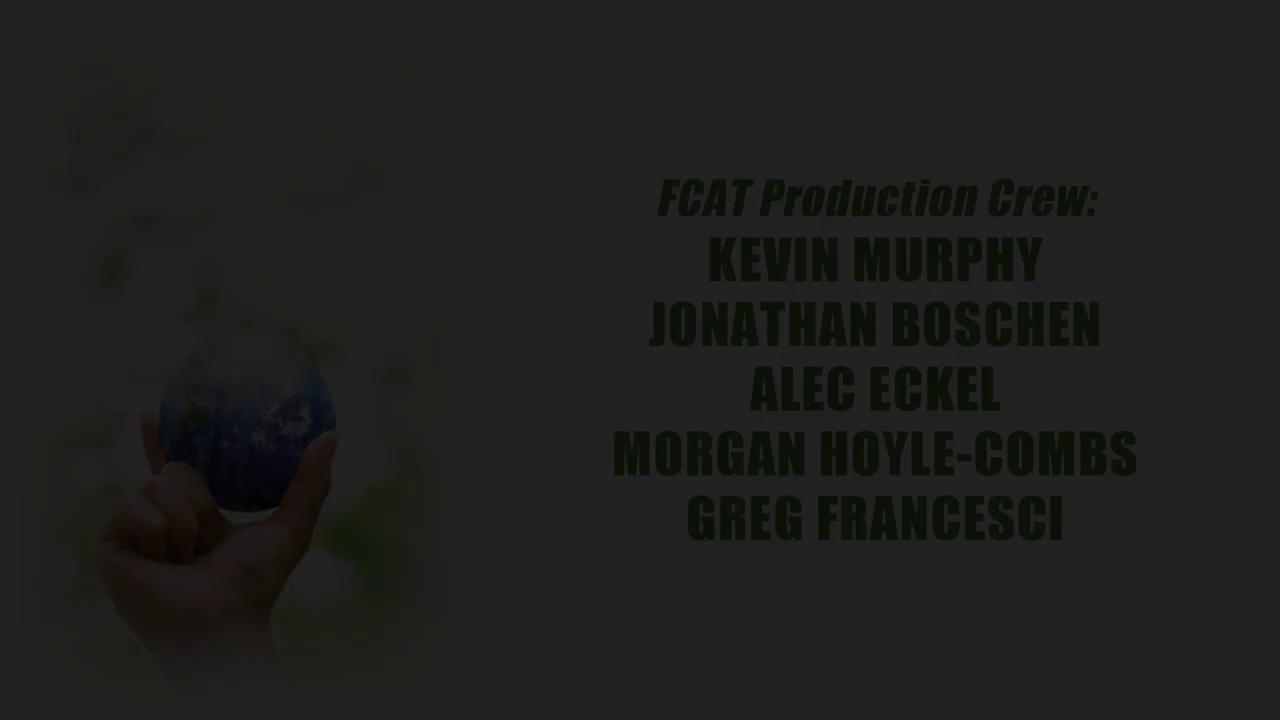 FCAT Production Crew:
KEVIN MURPHY
JONATHAN BOSCHEN
ALEC ECKEL
MORGAN HOYLE-COMBS
GREG FRANCESCI